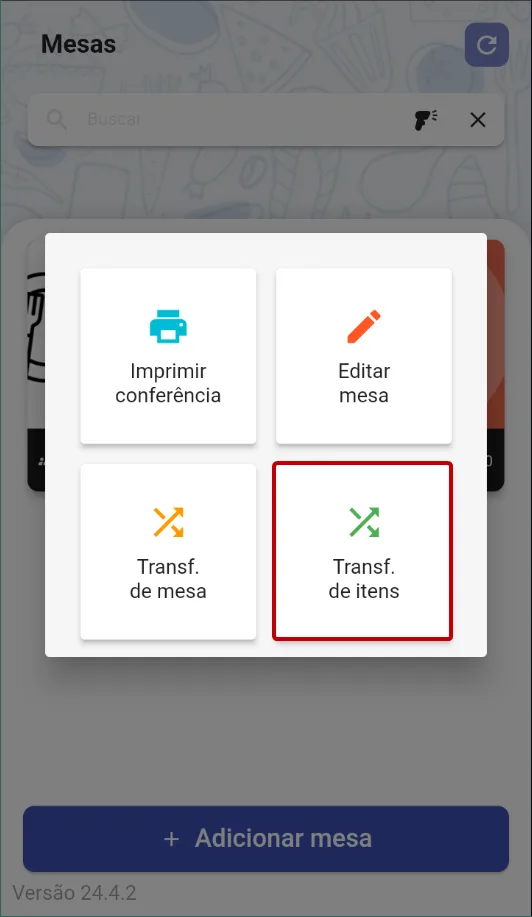 Mesas
Buscar
Imprimir
conferência
Editar
mesa
Transf.
de mesa
Transf.
de itens
+ Adicionar mesa
Versão 24.4.2